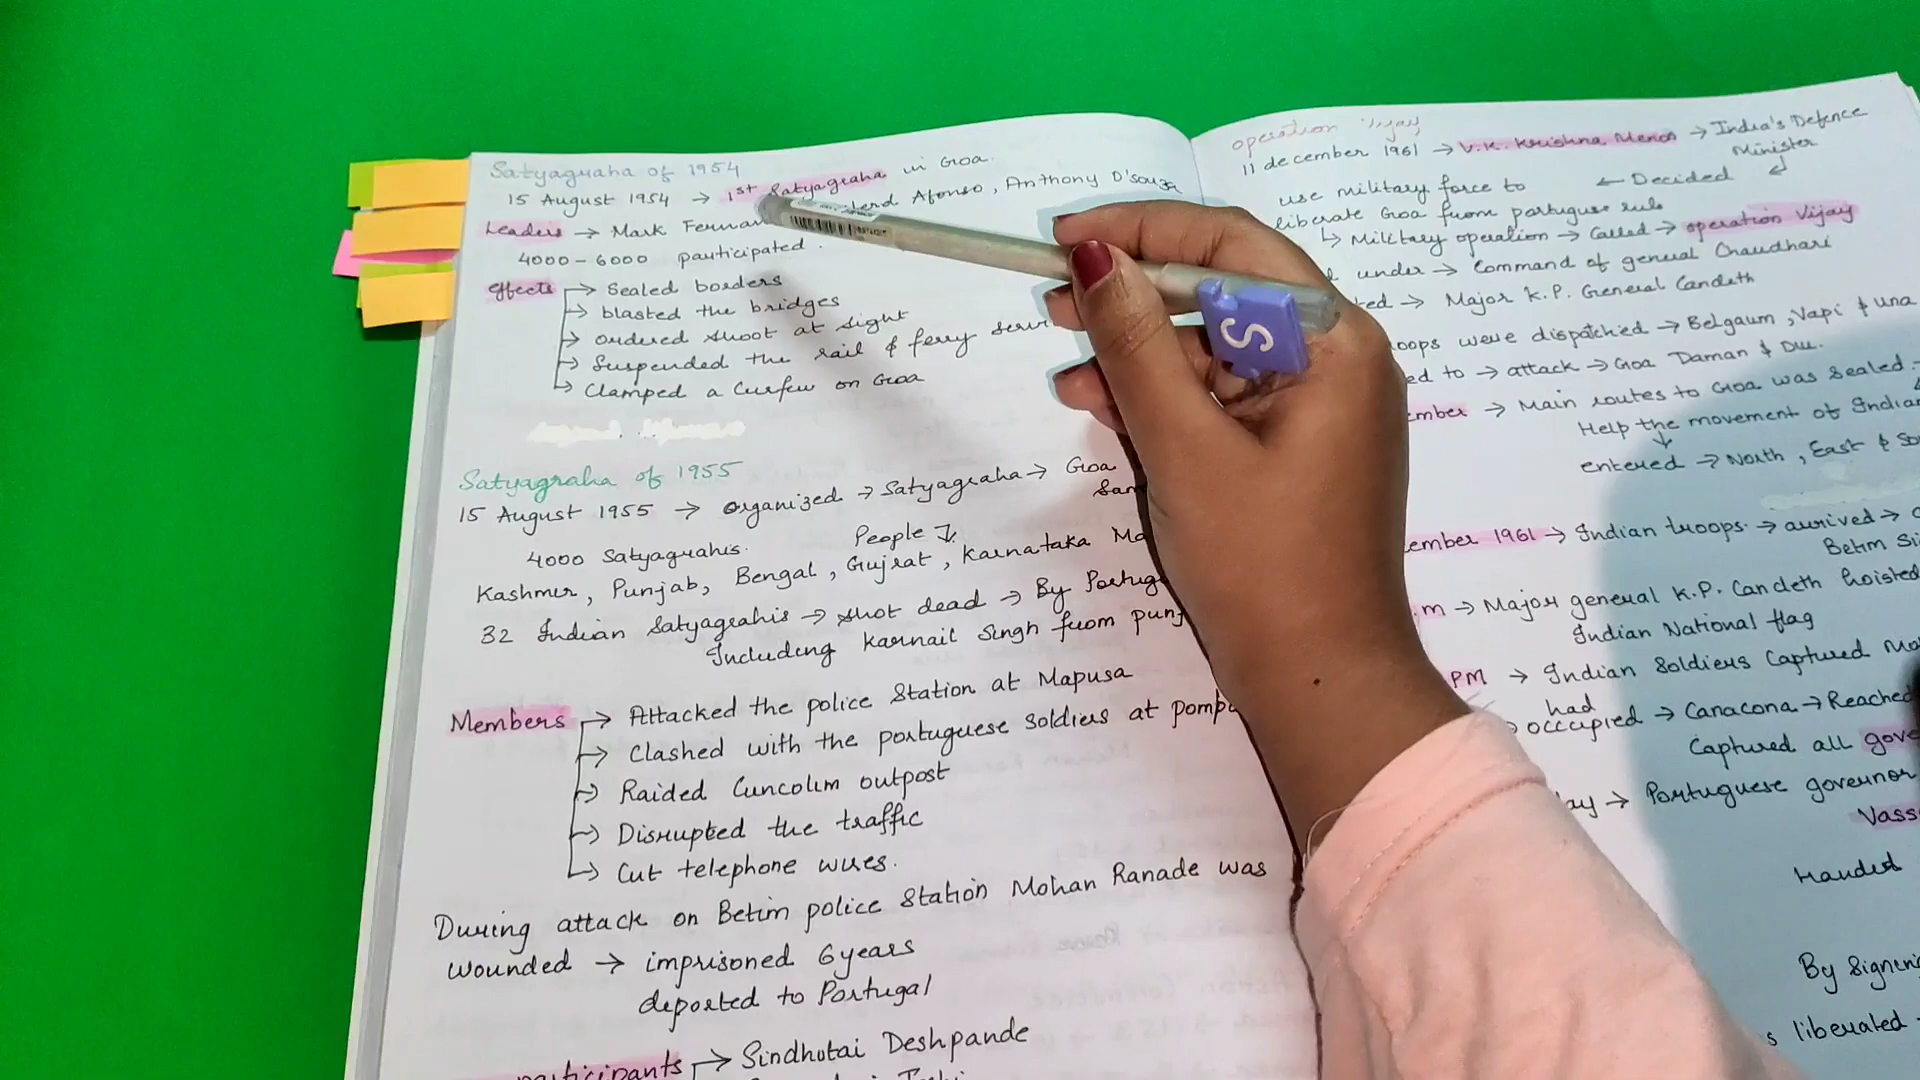 Satyagraha of 1954
15 August 1954 → 1st Satyagraha in Goa.
Leaders → Mark Afonso, Anthony D'souza
4000 - 6000 participated.
effects → Sealed borders
→ blasted the bridges
→ ordered shoot at sight
→ Suspended the rail & ferry
→ Clamped a Curfew on Goa
Satyagraha of 1955
15 August 1955 → organized → Satyagraha → Goa
4000 Satyagrahis.
People
Kashmir, Punjab, Bengal, Gujrat, Karnataka
32 Indian Satyagrahis → shot dead → By
Including Karnail Singh from
Members → Attacked the police Station at Mapusa
→ Clashed with the portuguese soldiers at
→ Raided Cuncolim outpost
→ Disrupted the traffic
→ Cut telephone wires.
During attack on Betim police Station Mohan Ranade was
wounded → imprisoned 6 years
deported to Portugal
participants → Sindhutai Deshpande
operation Vijay
11 december 1961 → V.K. Krishna Menon → India's Defence
Minister
use military force to ← Decided
liberate Goa from portugues rule
↳ Military operation → Called → operation Vijay
under → Command of general Chaudhari
→ Major K.P. General Candeth
were dispatched → Belgaum, Vapi & Una
to → attack → Goa Daman & Diu.
→ Main routes to Goa was sealed.
Help the movement of
entered → North, East &
1961 → Indian troops → arrived →
Betim
→ Major general K.P. Candeth hoisted
Indian National flag
PM → Indian Soldiers Captured
had
occupied → Canacona → Reached
Captured all
→ Portuguese governor
Handed
By
liberated
S